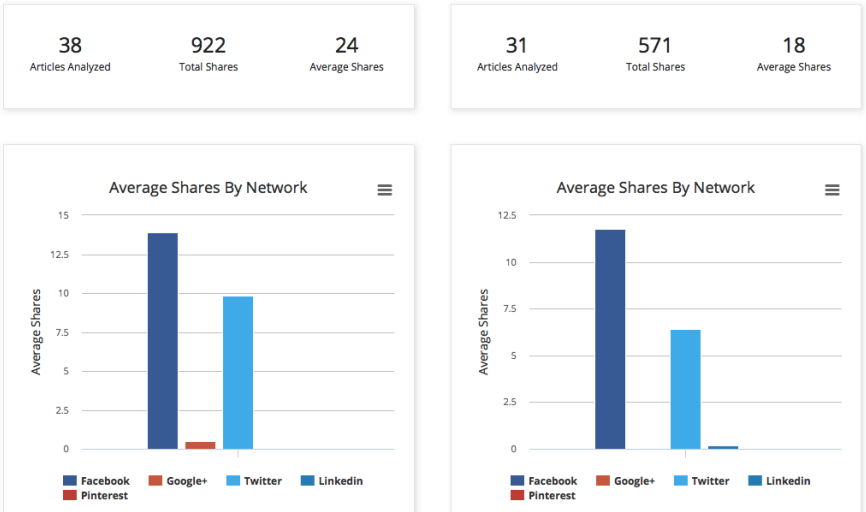 38 922 24
Articles Analyzed Total Shares Average Shares
31 571 18
Articles Analyzed Total Shares Average Shares
Average Shares By Network
Average Shares
15
12.5
10
7.5
5
2.5
0
Facebook Google+ Twitter Linkedin
Pinterest
Average Shares By Network
Average Shares
12.5
10
7.5
5
2.5
0
Facebook Google+ Twitter Linkedin
Pinterest